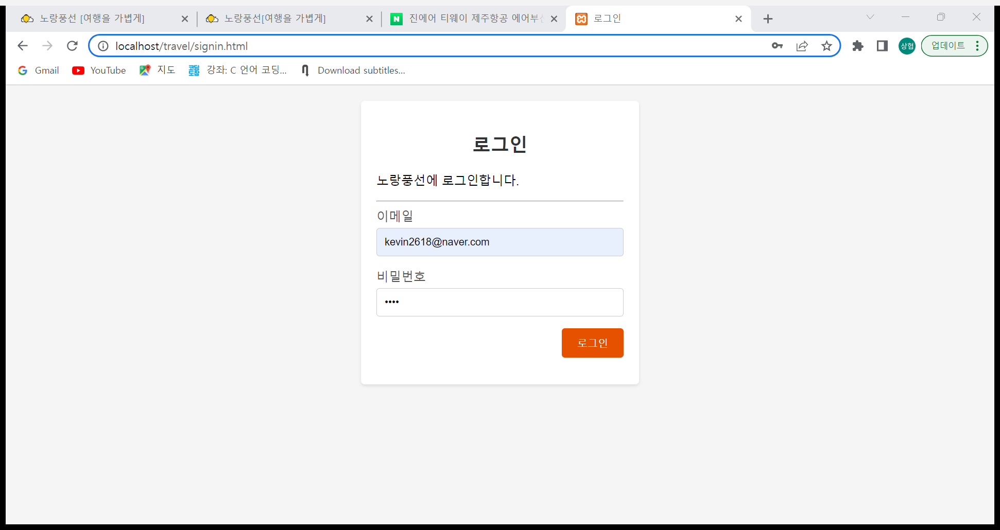 노랑풍선 [여행을 가볍게]
노랑풍선[여행을 가볍게]
진에어 티웨이 제주항공 에어부
로그인
localhost/travel/signin.html
상협
업데이트
Gmail
YouTube
지도
강좌: C 언어 코딩...
Download subtitles...
로그인
노랑풍선에 로그인합니다.
이메일
kevin2618@naver.com
비밀번호
••••
로그인